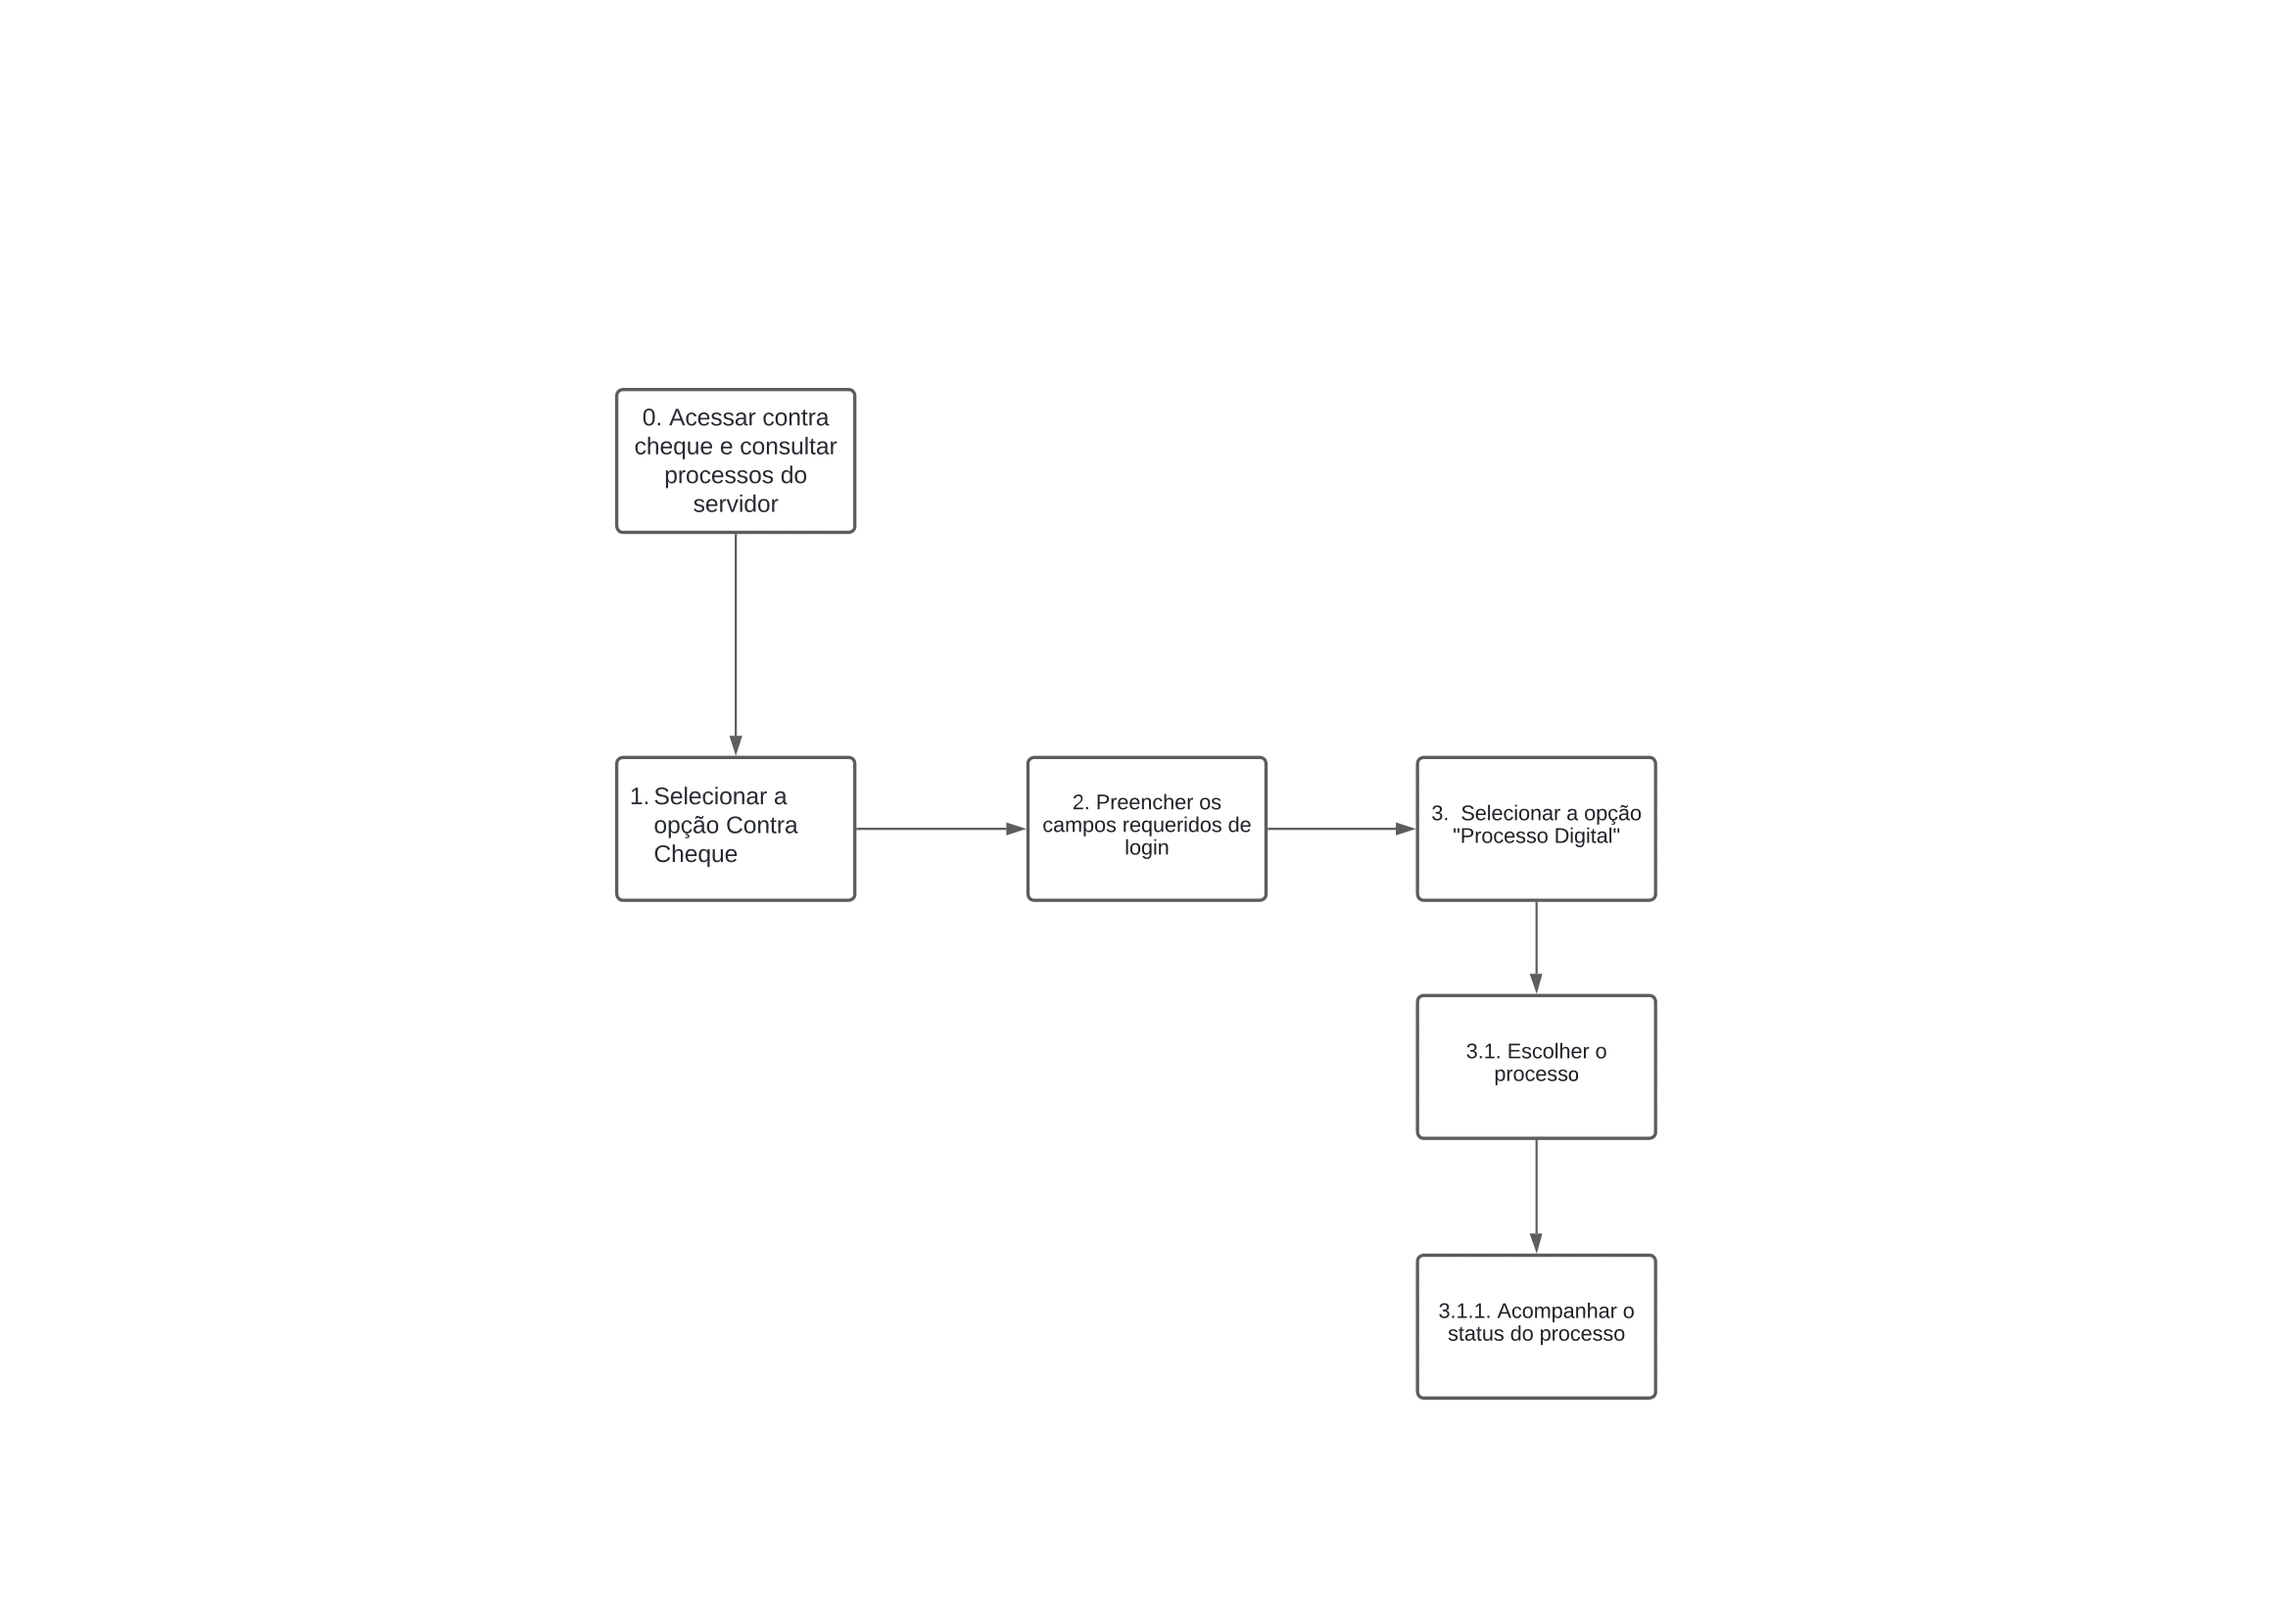 0. Acessar contra
cheque e consultar
processos do
servidor
1. Selecionar a
opção Contra
Cheque
2. Preencher os
campos requeridos de
login
3.  Selecionar a opção
"Processo Digital"
3.1. Escolher o
processo
3.1.1. Acompanhar o
status do processo